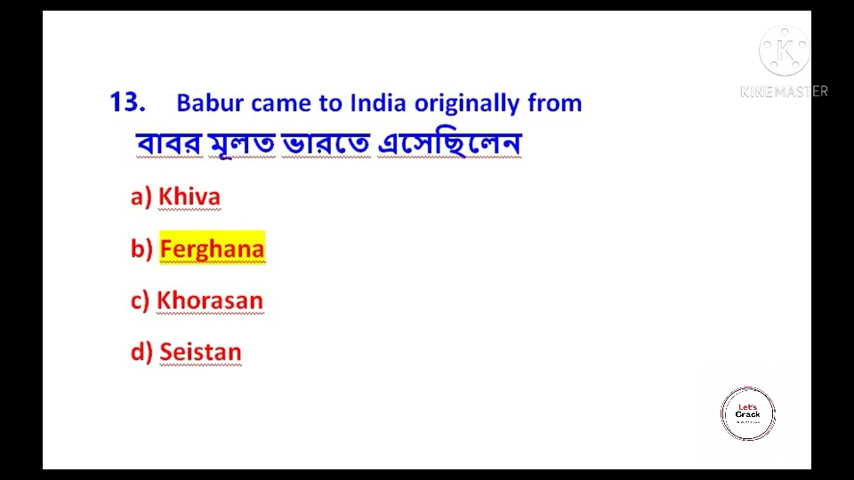 KINEMASTER
13. Babur came to India originally from
বাবর মূলত ভারতে এসেছিলেন
a) Khiva
b) Ferghana
c) Khorasan
d) Seistan
Let's
Crack